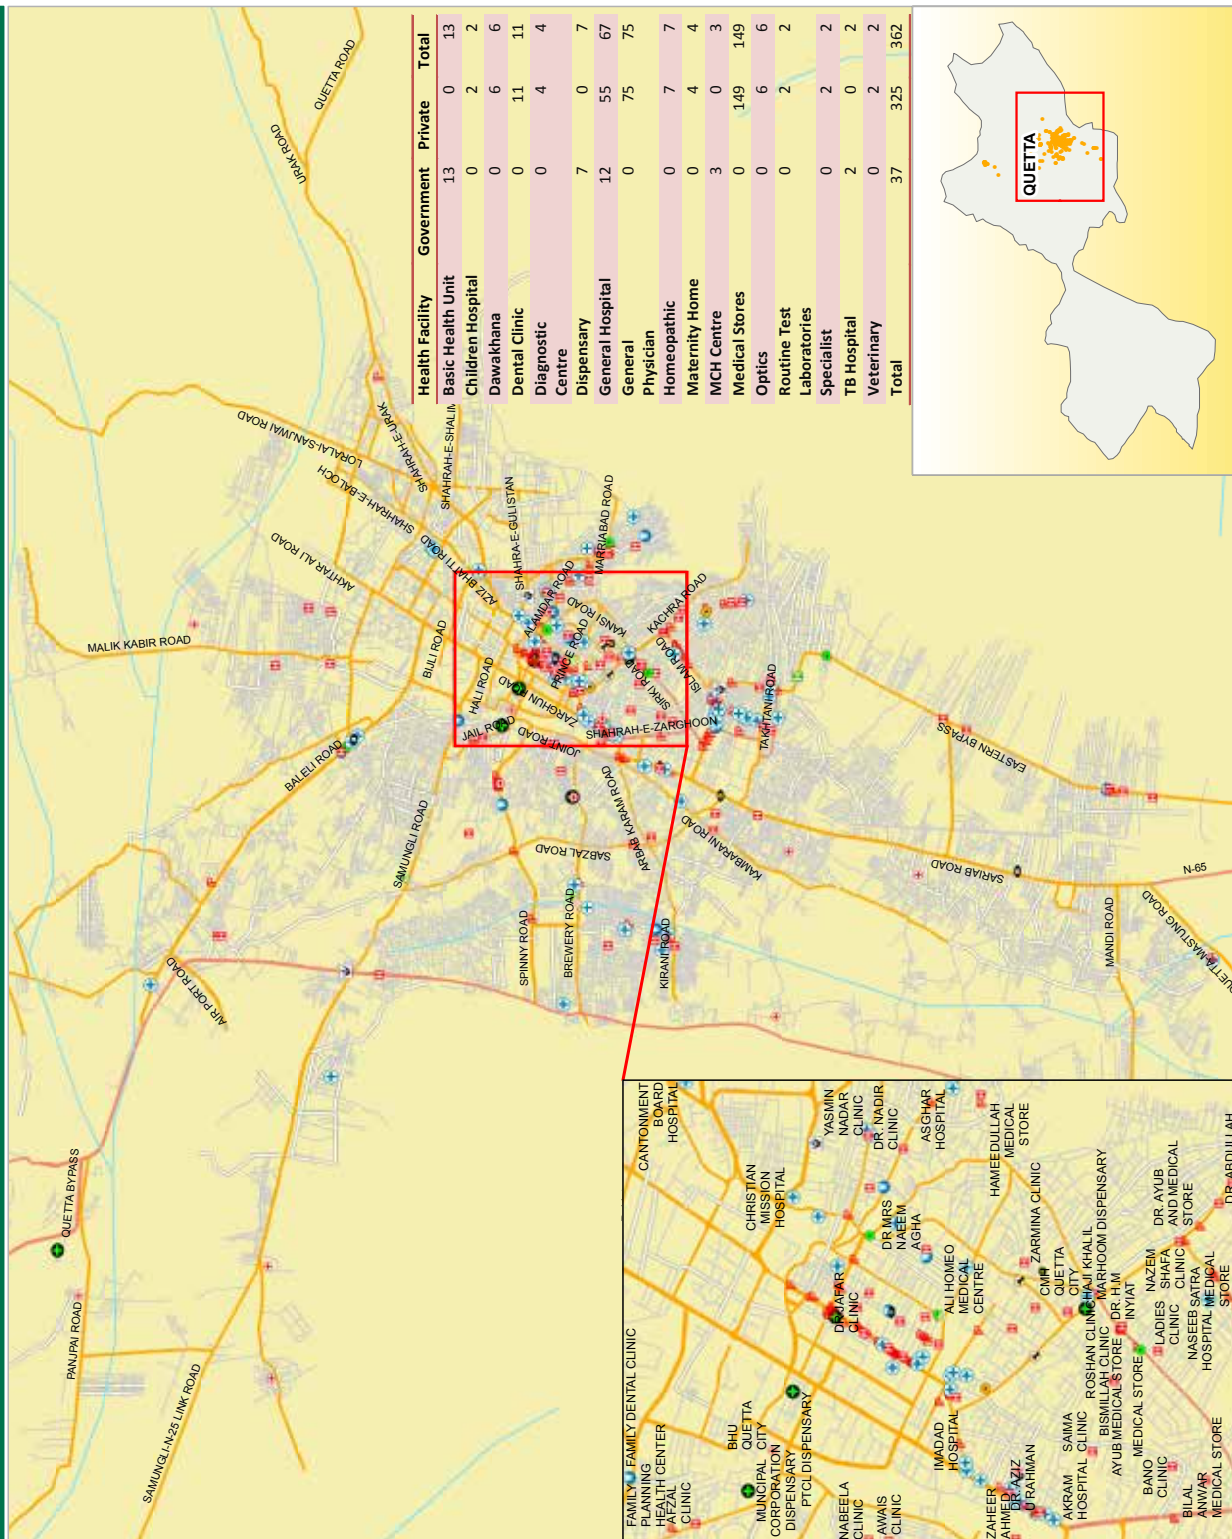 Health Facility Government Private Total
Basic Health Unit 13 0 13
Children Hospital 0 2 2
Dawakhana 0 6 6
Dental Clinic 0 11 11
Diagnostic 0 4 4
Centre
Dispensary 7 0 7
General Hospital 12 55 67
General 0 75 75
Physician
Homeopathic 0 7 7
Maternity Home 0 4 4
MCH Centre 3 0 3
Medical Stores 0 149 149
Optics 0 6 6
Routine Test 0 2 2
Laboratories
Specialist 0 2 2
TB Hospital 2 0 2
Veterinary 0 2 2
Total 37 325 362
QUETTA
QUETTA ROAD
URAK ROAD
LORALAI-SANJWAI ROAD
SHAHRAH-E-URAK
SHAHRAH-E-SHALIM
SHAHRAH-E-BALOCH
SHAHRA-E-GULISTAN
MARRIABAD ROAD
AKHTAR ALI ROAD
AZIZ BHATTI ROAD
MALIK KABIR ROAD
BIJLI ROAD
HALI ROAD
JAIL ROAD
JOINT-ROAD
ZARGHUN ROAD
ALAMDAR ROAD
PRINCE ROAD
KANSI ROAD
KACHRA ROAD
SIRKI ROAD
ISLAM ROAD
SHAHRAH-E-ZARGHOON
TAKHTANI ROAD
EASTERN BYPASS
BALELI ROAD
SAMUNGLI ROAD
SABZAL ROAD
ARBAB KARAM ROAD
KAMBARANI ROAD
SARIAB ROAD
N-65
MANDI ROAD
QUETTA-MASTUNG ROAD
SPINNY ROAD
BREWERY ROAD
KIRANI ROAD
AIR PORT ROAD
QUETTA BYPASS
PANJPAI ROAD
SAMUNGLI-N-25 LINK ROAD
CANTONMENT
BOARD
HOSPITAL
YASMIN
NADAR
CLINIC
DR. NADIR
CLINIC
ASGHAR
HOSPITAL
HAMEEDULLAH
MEDICAL
STORE
CHRISTIAN
MISSION
HOSPITAL
DR MRS
NAEEM
AGHA
ZARMINA CLINIC
DR JAFAR
CLINIC
ALI HOMEO
MEDICAL
CENTRE
CMH
QUETTA
CITY
HAJI KHALIL
MARHOOM DISPENSARY
DR. AYUB
AND MEDICAL
STORE
DR. ABDULLAH
FAMILY DENTAL CLINIC
FAMILY
PLANNING
HEALTH CENTER
AFZAL
CLINIC
BHU
QUETTA
CITY
MUNCIPAL
CORPORATION
DISPENSARY
PTCL DISPENSARY
NABEELA
CLINIC
AWAIS
CLINIC
IMADAD
HOSPITAL
ZAHEER
AHMED
DR. AZIZ
U RAHMAN
AKRAM
HOSPITAL
SAIMA
CLINIC
ROSHAN CLINIC
BISMILLAH CLINIC
DR. H.M
INYIAT
AYUB MEDICAL STORE
MEDICAL STORE
BANO
CLINIC
LADIES
CLINIC
NAZEM
SHAFA
CLINIC
NASEEB
HOSPITAL
SATRA
MEDICAL
STORE
BILAL
ANWAR
MEDICAL STORE